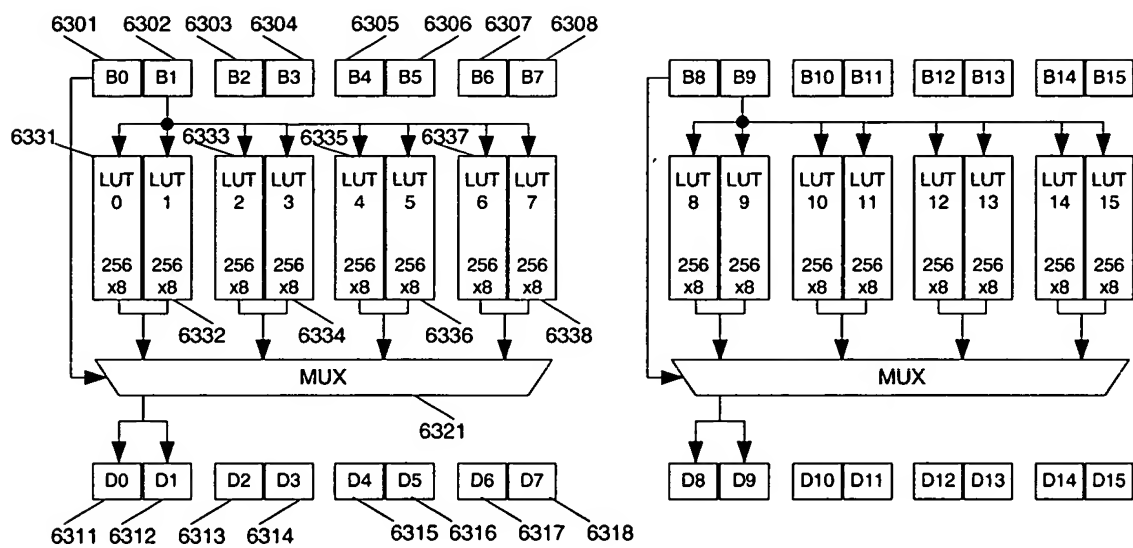 6301 6302 6303 6304 6305 6306 6307 6308
B0 B1 B2 B3 B4 B5 B6 B7 B8 B9 B10 B11 B12 B13 B14 B15
6331 6333 6335 6337
LUT LUT LUT LUT LUT LUT LUT LUT LUT LUT LUT LUT LUT LUT LUT LUT
0 1 2 3 4 5 6 7 8 9 10 11 12 13 14 15
256 256 256 256 256 256 256 256 256 256 256 256 256 256 256 256
x8 x8 x8 x8 x8 x8 x8 x8 x8 x8 x8 x8 x8 x8 x8 x8
6332 6334 6336 6338
MUX MUX
6321
D0 D1 D2 D3 D4 D5 D6 D7 D8 D9 D10 D11 D12 D13 D14 D15
6311 6312 6313 6314 6315 6316 6317 6318